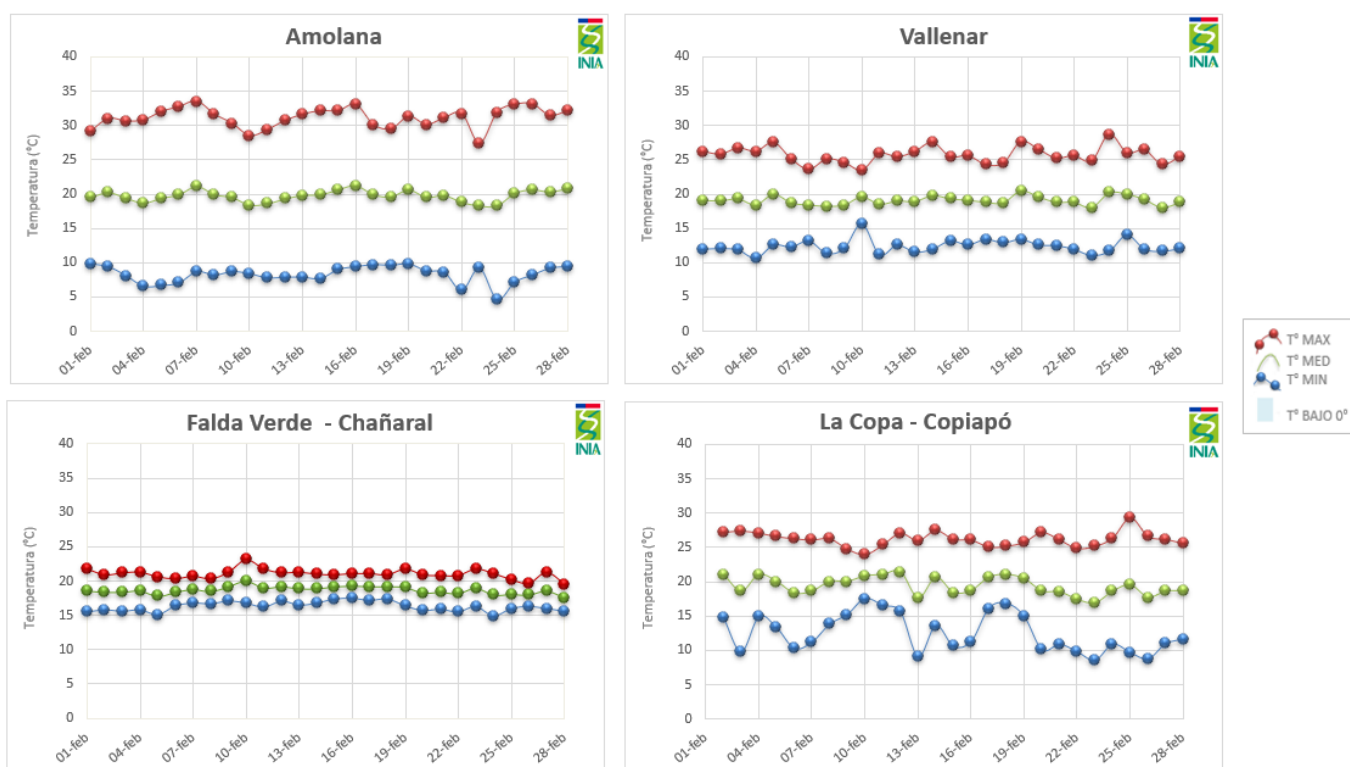 Amolana
INIA
Temperatura (°C)
40
35
30
25
20
15
10
5
0
01-feb
04-feb
07-feb
10-feb
13-feb
16-feb
19-feb
22-feb
25-feb
28-feb
Vallenar
INIA
Temperatura (°C)
40
35
30
25
20
15
10
5
0
01-feb
04-feb
07-feb
10-feb
13-feb
16-feb
19-feb
22-feb
25-feb
28-feb
T° MAX
T° MED
T° MIN
T° BAJO 0°
Falda Verde - Chañaral
INIA
Temperatura (°C)
40
35
30
25
20
15
10
5
0
01-feb
04-feb
07-feb
10-feb
13-feb
16-feb
19-feb
22-feb
25-feb
28-feb
La Copa - Copiapó
INIA
Temperatura (°C)
40
35
30
25
20
15
10
5
0
01-feb
04-feb
07-feb
10-feb
13-feb
16-feb
19-feb
22-feb
25-feb
28-feb